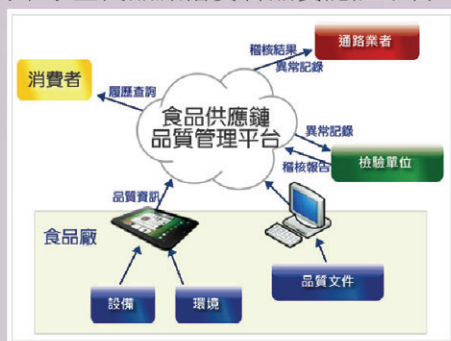 通路業者
稽核結果
異常記錄
消費者
履歷查詢
食品供應鏈
品質管理平台
異常記錄
檢驗單位
稽核報告
品質資訊
食品廠
品質文件
設備
環境